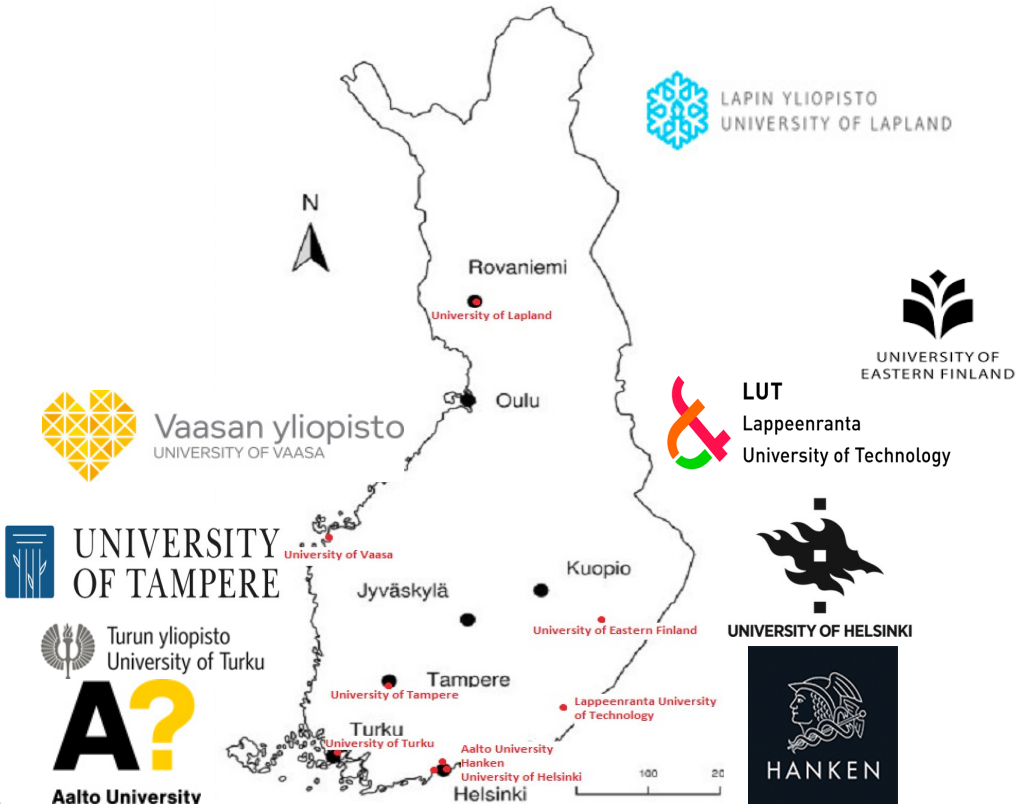 LAPIN YLIOPISTO
UNIVERSITY OF LAPLAND
N
Rovaniemi
University of Lapland
UNIVERSITY OF
EASTERN FINLAND
Oulu
Vaasan yliopisto
UNIVERSITY OF VAASA
LUT
Lappeenranta
University of Technology
UNIVERSITY
OF TAMPERE
University of Vaasa
Kuopio
Jyväskylä
University of Eastern Finland
UNIVERSITY OF HELSINKI
Turun yliopisto
University of Turku
Tampere
University of Tampere
Lappeenranta University
of Technology
A?
Aalto University
Turku
University of Turku
Aalto University
Hanken
University of Helsinki
Helsinki
100
20
HANKEN